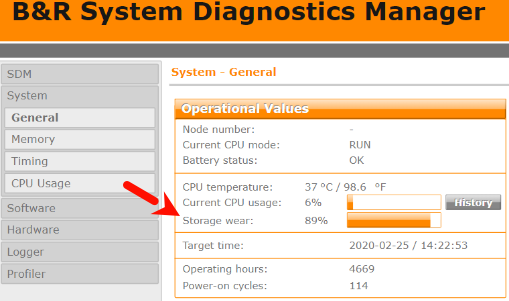 B&R System Diagnostics Manager
SDM
System
General
Memory
Timing
CPU Usage
Software
Hardware
Logger
Profiler
System - General
Operational Values
Node number: -
Current CPU mode: RUN
Battery status: OK
CPU temperature: 37 ºC / 98.6 ºF
Current CPU usage: 6% History
Storage wear: 89%
Target time: 2020-02-25 / 14:22:53
Operating hours: 4669
Power-on cycles: 114